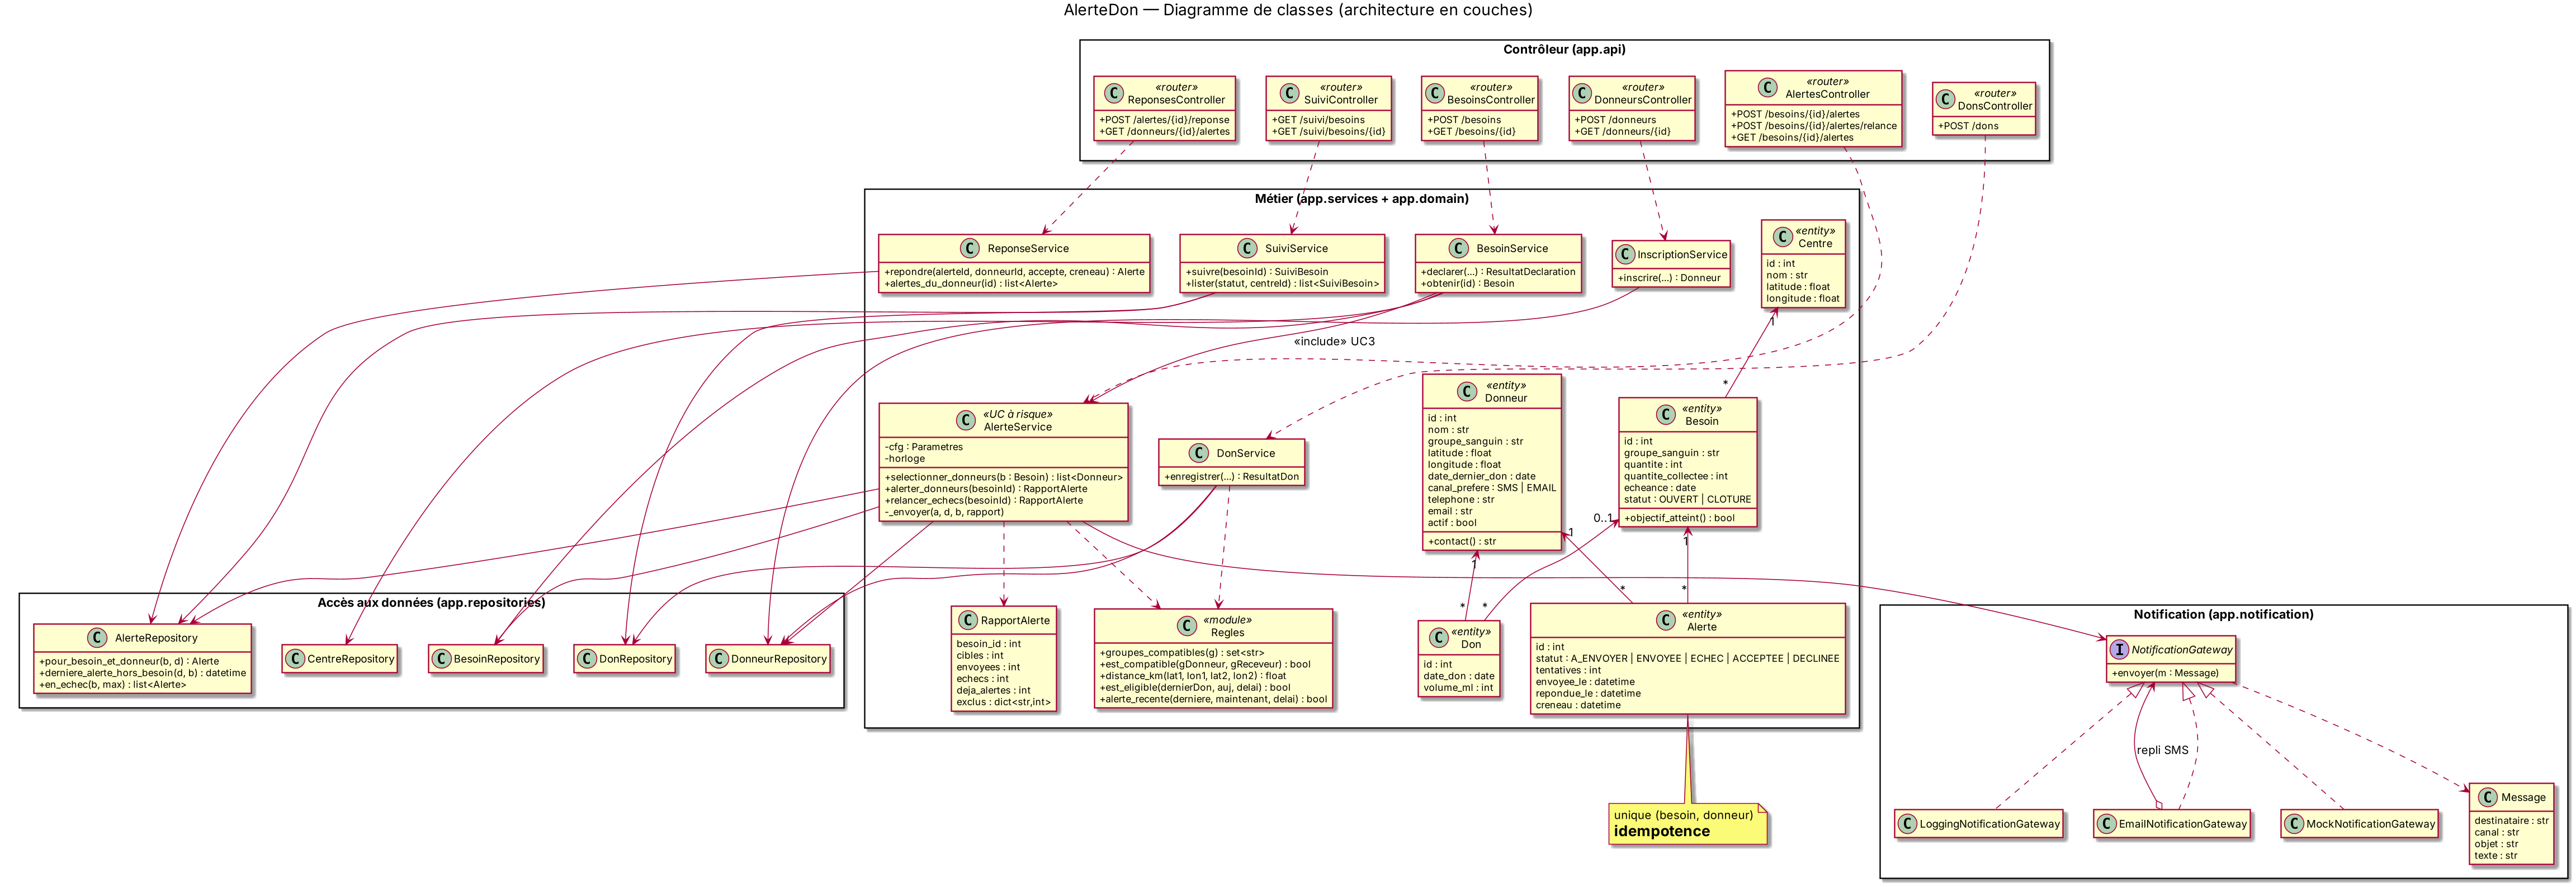 AlerteDon — Diagramme de classes (architecture en couches)
Contrôleur (app.api)
C «router»
ReponsesController
+POST /alertes/{id}/reponse
+GET /donneurs/{id}/alertes
C «router»
SuiviController
+GET /suivi/besoins
+GET /suivi/besoins/{id}
C «router»
BesoinsController
+POST /besoins
+GET /besoins/{id}
C «router»
DonneursController
+POST /donneurs
+GET /donneurs/{id}
C «router»
AlertesController
+POST /besoins/{id}/alertes
+POST /besoins/{id}/alertes/relance
+GET /besoins/{id}/alertes
C «router»
DonsController
+POST /dons
Métier (app.services + app.domain)
C ReponseService
+repondre(alerteId, donneurId, accepte, creneau) : Alerte
+alertes_du_donneur(id) : list<Alerte>
C SuiviService
+suivre(besoinId) : SuiviBesoin
+lister(statut, centreId) : list<SuiviBesoin>
C BesoinService
+declarer(...) : ResultatDeclaration
+obtenir(id) : Besoin
C InscriptionService
+inscrire(...) : Donneur
C «entity»
Centre
id : int
nom : str
latitude : float
longitude : float
1
«include» UC3
*
C «UC à risque»
AlerteService
-cfg : Parametres
-horloge
+selectionner_donneurs(b : Besoin) : list<Donneur>
+alerter_donneurs(besoinId) : RapportAlerte
+relancer_echecs(besoinId) : RapportAlerte
-_envoyer(a, d, b, rapport)
C DonService
+enregistrer(...) : ResultatDon
C «entity»
Donneur
id : int
nom : str
groupe_sanguin : str
latitude : float
longitude : float
date_dernier_don : date
canal_prefere : SMS | EMAIL
telephone : str
email : str
actif : bool
+contact() : str
C «entity»
Besoin
id : int
groupe_sanguin : str
quantite : int
quantite_collectee : int
echeance : date
statut : OUVERT | CLOTURE
+objectif_atteint() : bool
0..1
1
1
1
*
*
*
*
Accès aux données (app.repositories)
C AlerteRepository
+pour_besoin_et_donneur(b, d) : Alerte
+derniere_alerte_hors_besoin(d, b) : datetime
+en_echec(b, max) : list<Alerte>
C CentreRepository
C BesoinRepository
C DonRepository
C DonneurRepository
C RapportAlerte
besoin_id : int
cibles : int
envoyees : int
echecs : int
deja_alertes : int
exclus : dict<str,int>
C «module»
Regles
+groupes_compatibles(g) : set<str>
+est_compatible(gDonneur, gReceveur) : bool
+distance_km(lat1, lon1, lat2, lon2) : float
+est_eligible(dernierDon, auj, delai) : bool
+alerte_recente(derniere, maintenant, delai) : bool
C «entity»
Don
id : int
date_don : date
volume_ml : int
C «entity»
Alerte
id : int
statut : A_ENVOYER | ENVOYEE | ECHEC | ACCEPTEE | DECLINEE
tentatives : int
envoyee_le : datetime
repondue_le : datetime
creneau : datetime
unique (besoin, donneur)
idempotence
Notification (app.notification)
I NotificationGateway
+envoyer(m : Message)
repli SMS
C LoggingNotificationGateway
C EmailNotificationGateway
C MockNotificationGateway
C Message
destinataire : str
canal : str
objet : str
texte : str